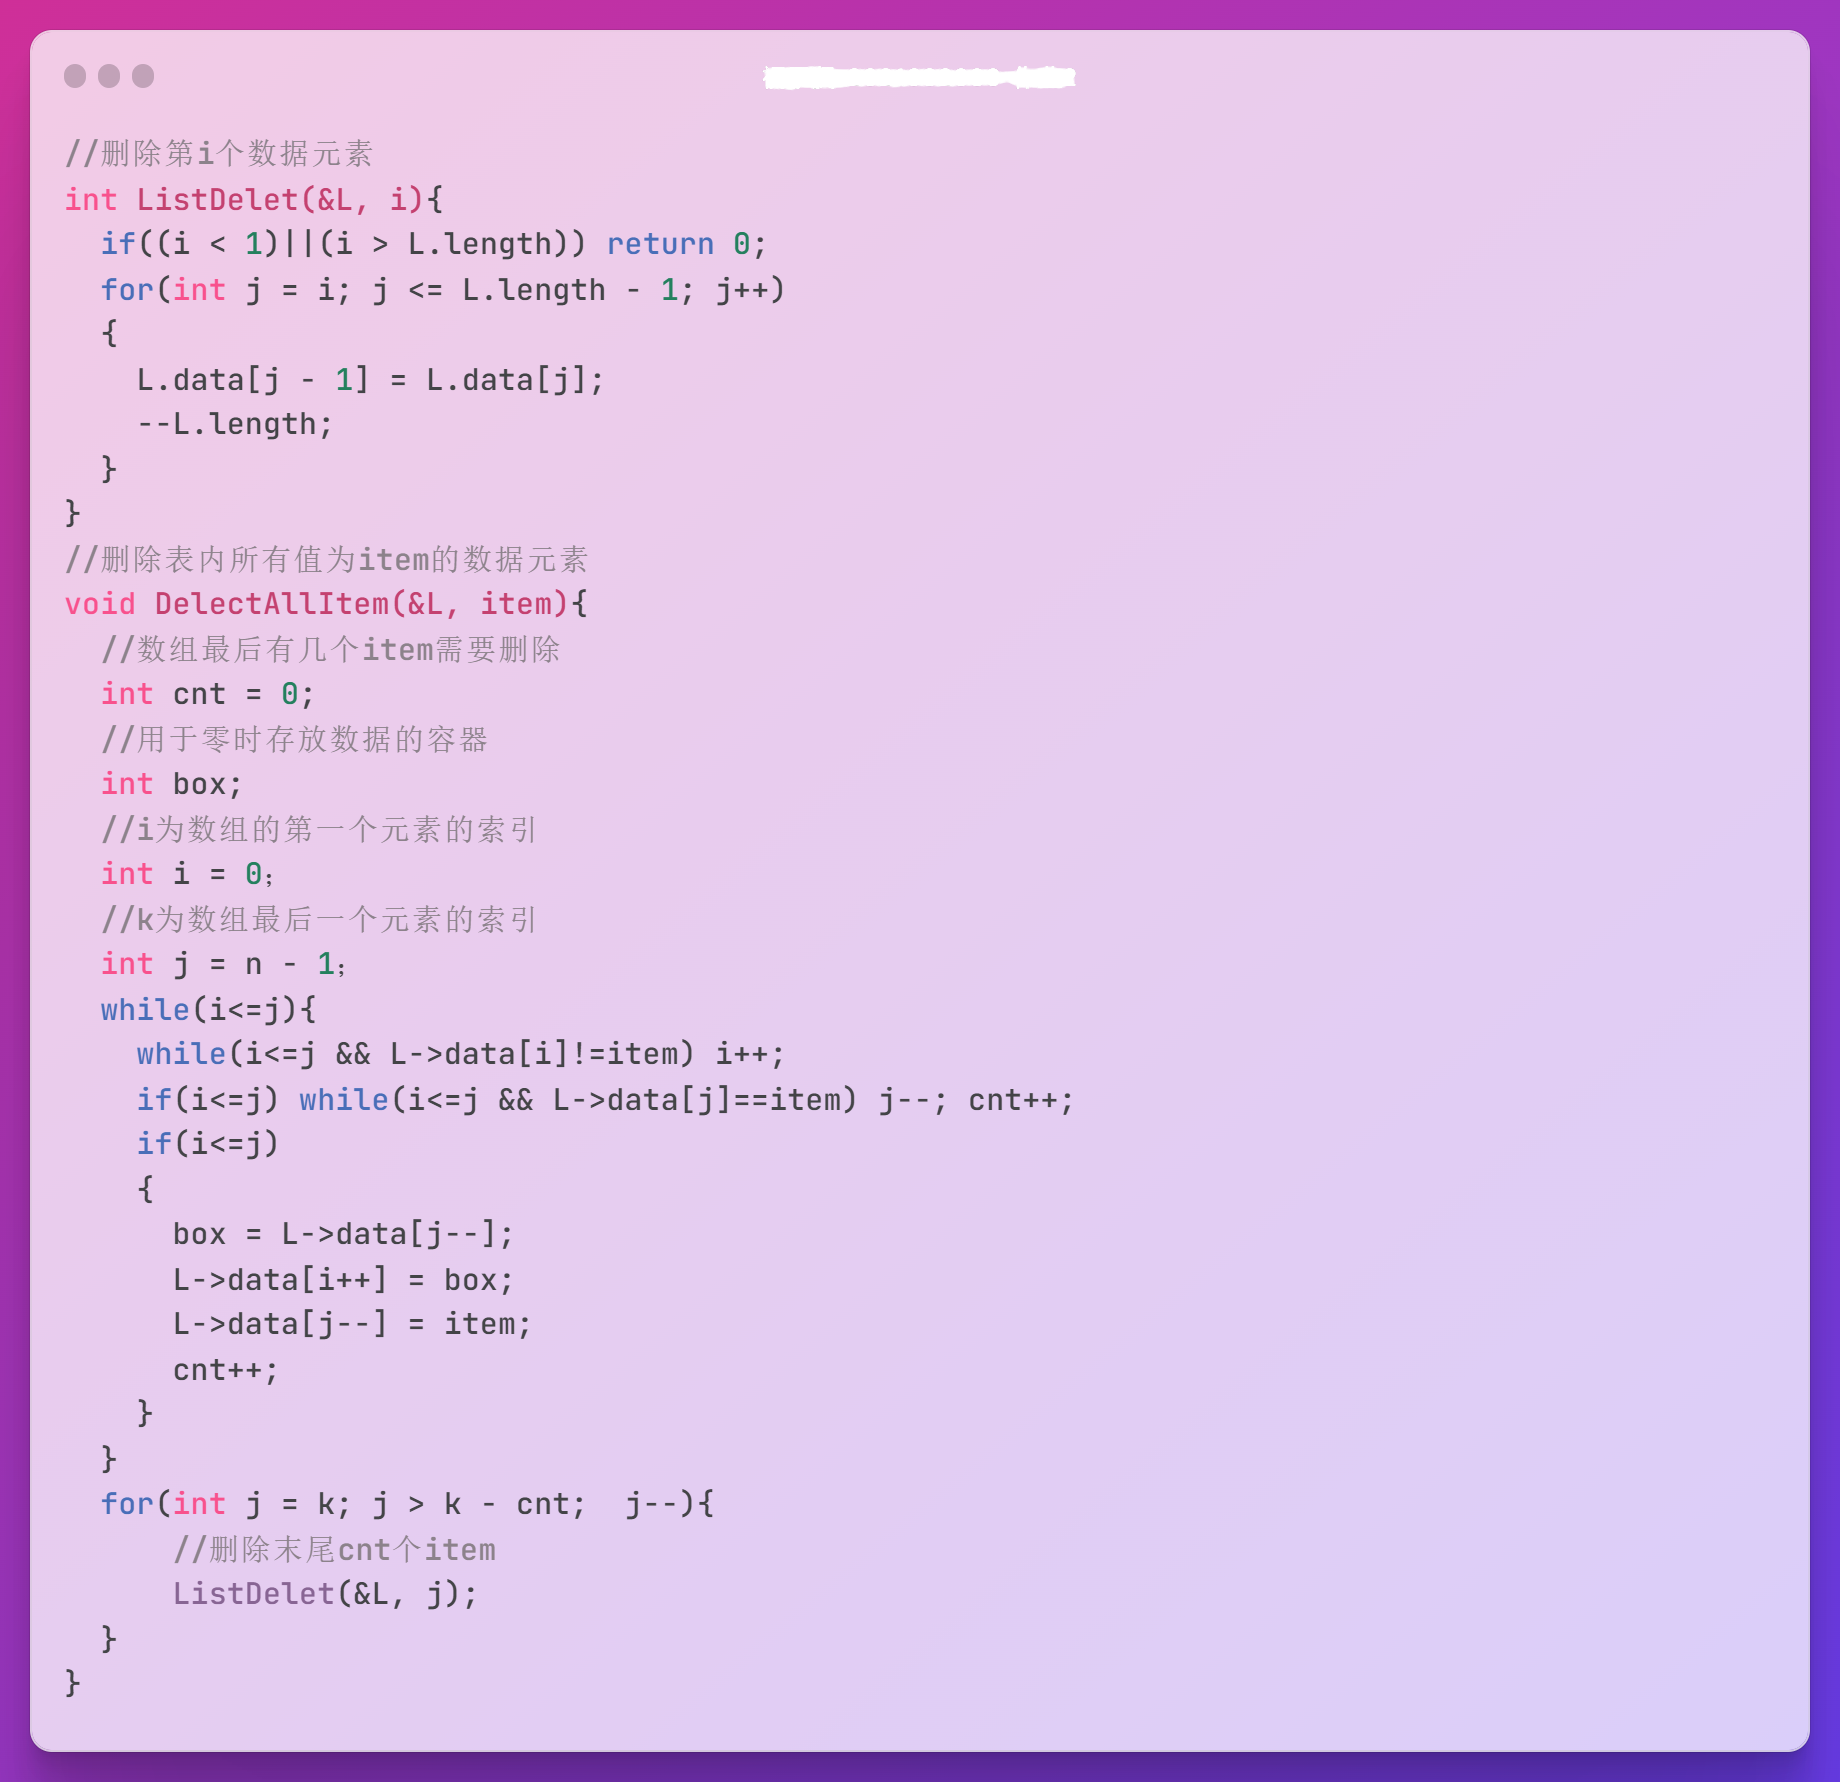 //删除第i个数据元素
int ListDelet(&L, i){
  if((i < 1)||(i > L.length)) return 0;
  for(int j = i; j <= L.length - 1; j++)
  {
    L.data[j - 1] = L.data[j];
    --L.length;
  }
}
//删除表内所有值为item的数据元素
void DelectAllItem(&L, item){
  //数组最后有几个item需要删除
  int cnt = 0;
  //用于零时存放数据的容器
  int box;
  //i为数组的第一个元素的索引
  int i = 0；
  //k为数组最后一个元素的索引
  int j = n - 1；
  while(i<=j){
    while(i<=j && L->data[i]!=item) i++;
    if(i<=j) while(i<=j && L->data[j]==item) j--; cnt++;
    if(i<=j)
    {
      box = L->data[j--];
      L->data[i++] = box;
      L->data[j--] = item;
      cnt++;
    }
  }
  for(int j = k; j > k - cnt;  j--){
      //删除末尾cnt个item
      ListDelet(&L, j);
  }
}